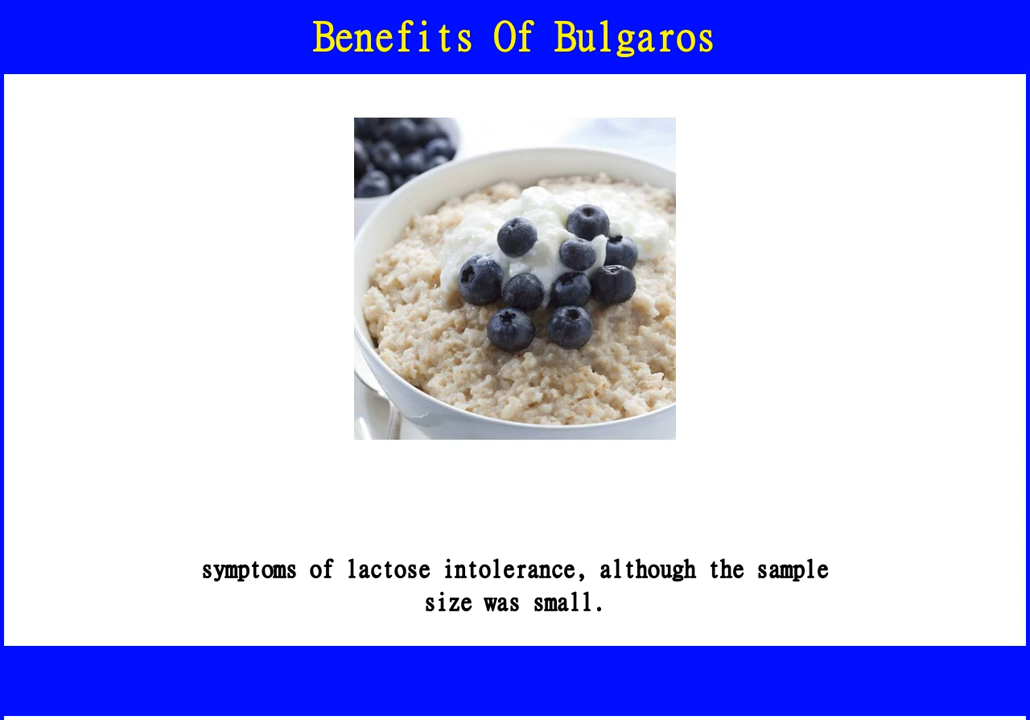 Benefits Of Bulgaros
symptoms of lactose intolerance, although the sample
size was small.